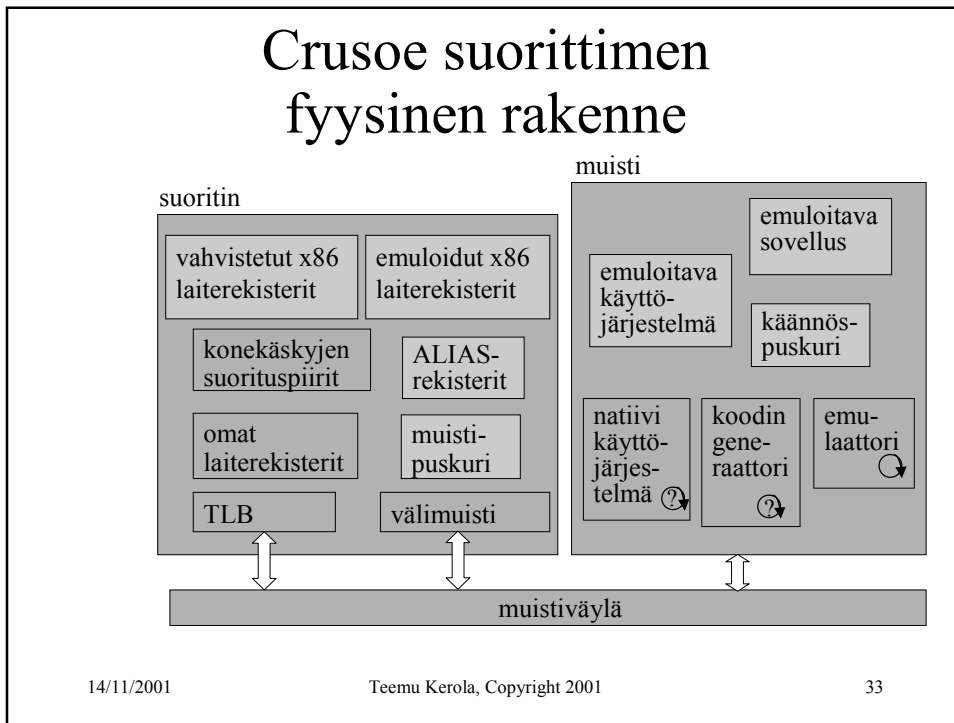 Crusoe suorittimen
fyysinen rakenne
suoritin
vahvistetut x86
laiterekisterit
emuloidut x86
laiterekisterit
konekäskyjen
suorituspiirit
ALIAS-
rekisterit
omat
laiterekisterit
muisti-
puskuri
TLB
välimuisti
muisti
emuloitava
sovellus
emuloitava
käyttö-
järjestelmä
käännös-
puskuri
natiivi
käyttö-
järjes-
telmä ?
koodin
gene-
raattori
?
emu-
laattori
muistiväylä
14/11/2001
Teemu Kerola, Copyright 2001
33